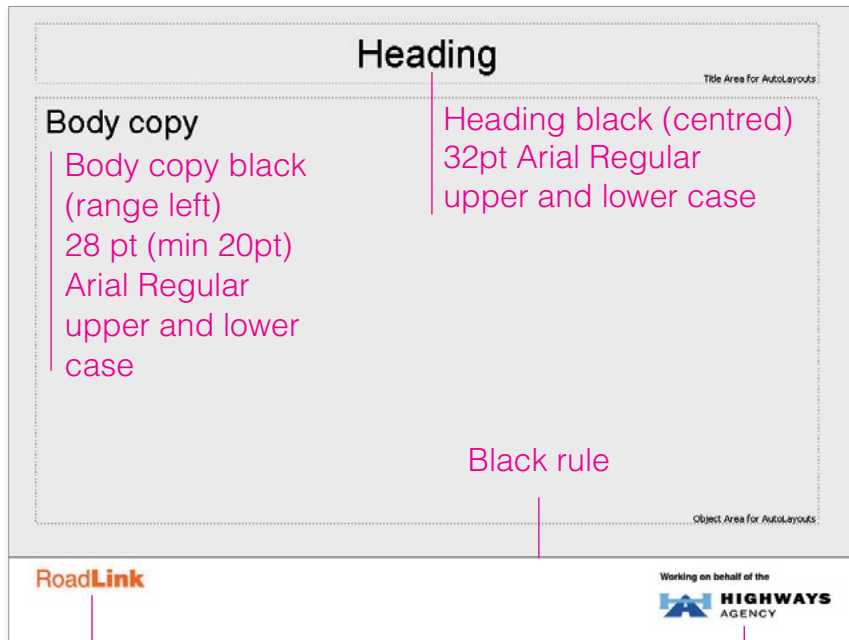 Heading
Title Area for AutoLayouts
Body copy
Heading black (centred)
32pt Arial Regular
upper and lower case
Body copy black
(range left)
28 pt (min 20pt)
Arial Regular
upper and lower
case
Black rule
Object Area for AutoLayouts
RoadLink
Working on behalf of the
HIGHWAYS
AGENCY